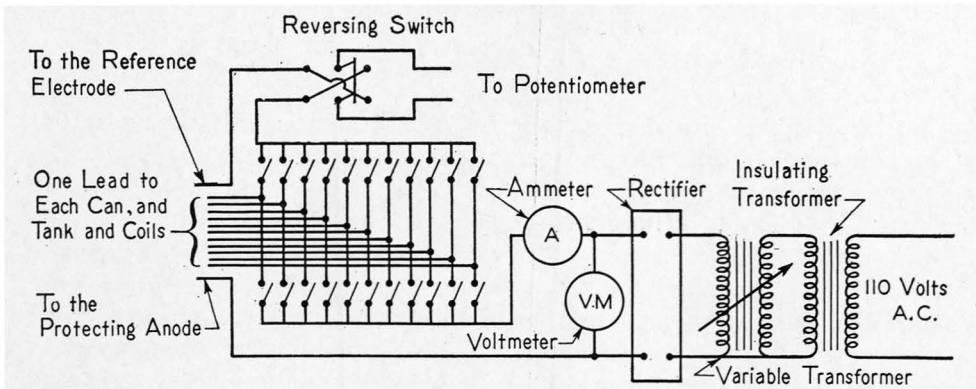 Reversing Switch
To the Reference
Electrode
To Potentiometer
One Lead to
Each Can, and
Tank and Coils
To the
Protecting Anode
Ammeter
A
V.M
Voltmeter
Rectifier
Insulating
Transformer
110 Volts
A.C.
Variable Transformer